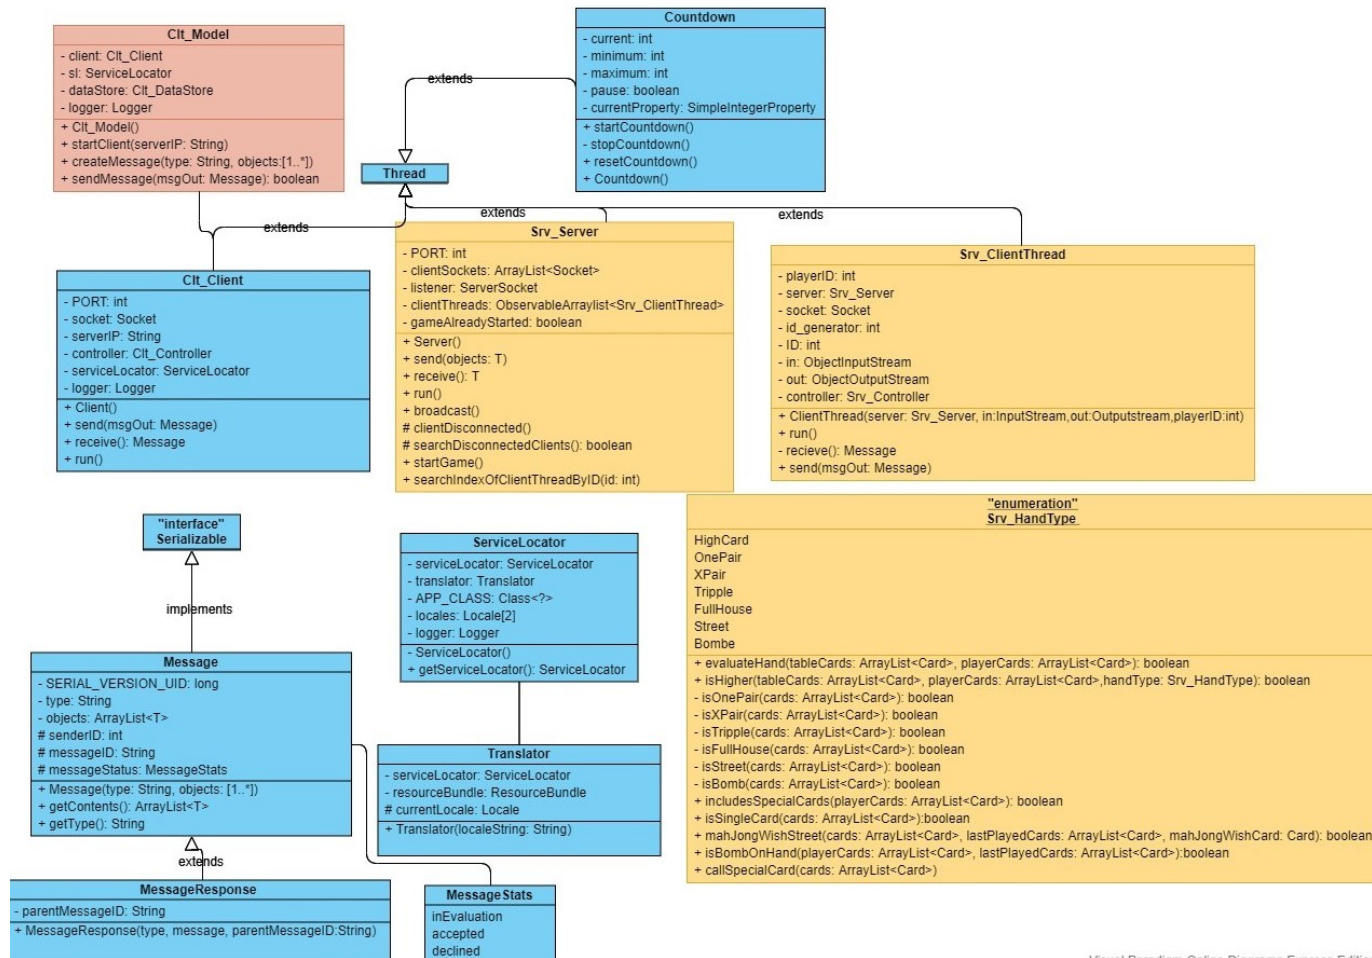 Clt_Model
- client: Clt_Client
- sl: ServiceLocator
- dataStore: Clt_DataStore
- logger: Logger
+ Clt_Model()
+ startClient(serverIP: String)
+ createMessage(type: String, objects:[1..*])
+ sendMessage(msgOut: Message): boolean
Countdown
- current: int
- minimum: int
- maximum: int
- pause: boolean
- currentProperty: SimpleIntegerProperty
+ startCountdown()
- stopCountdown()
+ resetCountdown()
+ Countdown()
extends
Thread
extends
extends
extends
Clt_Client
- PORT: int
- socket: Socket
- serverIP: String
- controller: Clt_Controller
- serviceLocator: ServiceLocator
- logger: Logger
+ Client()
+ send(msgOut: Message)
+ receive(): Message
+ run()
Srv_Server
- PORT: int
- clientSockets: ArrayList<Socket>
- listener: ServerSocket
- clientThreads: ObservableArraylist<Srv_ClientThread>
- gameAlreadyStarted: boolean
+ Server()
+ send(objects: T)
+ receive(): T
+ run()
+ broadcast()
# clientDisconnected()
# searchDisconnectedClients(): boolean
+ startGame()
+ searchIndexOfClientThreadByID(id: int)
Srv_ClientThread
- playerID: int
- server: Srv_Server
- socket: Socket
- id_generator: int
- ID: int
- in: ObjectInputStream
- out: ObjectOutputStream
- controller: Srv_Controller
+ ClientThread(server: Srv_Server, in:InputStream,out:Outputstream,playerID:int)
+ run()
- recieve(): Message
+ send(msgOut: Message)
"interface"
Serializable
implements
Message
- SERIAL_VERSION_UID: long
- type: String
- objects: ArrayList<T>
# senderID: int
# messageID: String
# messageStatus: MessageStats
+ Message(type: String, objects: [1..*])
+ getContents(): ArrayList<T>
+ getType(): String
extends
MessageResponse
- parentMessageID: String
+ MessageResponse(type, message, parentMessageID:String)
ServiceLocator
- serviceLocator: ServiceLocator
- translator: Translator
- APP_CLASS: Class<?>
- locales: Locale[2]
- logger: Logger
- ServiceLocator()
+ getServiceLocator(): ServiceLocator
Translator
- serviceLocator: ServiceLocator
- resourceBundle: ResourceBundle
# currentLocale: Locale
+ Translator(localeString: String)
MessageStats
inEvaluation
accepted
declined
"enumeration"
Srv_HandType
HighCard
OnePair
XPair
Tripple
FullHouse
Street
Bombe
+ evaluateHand(tableCards: ArrayList<Card>, playerCards: ArrayList<Card>): boolean
+ isHigher(tableCards: ArrayList<Card>, playerCards: ArrayList<Card>,handType: Srv_HandType): boolean
- isOnePair(cards: ArrayList<Card>): boolean
- isXPair(cards: ArrayList<Card>): boolean
- isTripple(cards: ArrayList<Card>): boolean
- isFullHouse(cards: ArrayList<Card>): boolean
- isStreet(cards: ArrayList<Card>): boolean
- isBomb(cards: ArrayList<Card>): boolean
+ includesSpecialCards(playerCards: ArrayList<Card>): boolean
+ isSingleCard(cards: ArrayList<Card>):boolean
+ mahJongWishStreet(cards: ArrayList<Card>, lastPlayedCards: ArrayList<Card>, mahJongWishCard: Card): boolean
+ isBombOnHand(playerCards: ArrayList<Card>, lastPlayedCards: ArrayList<Card>):boolean
+ callSpecialCard(cards: ArrayList<Card>)